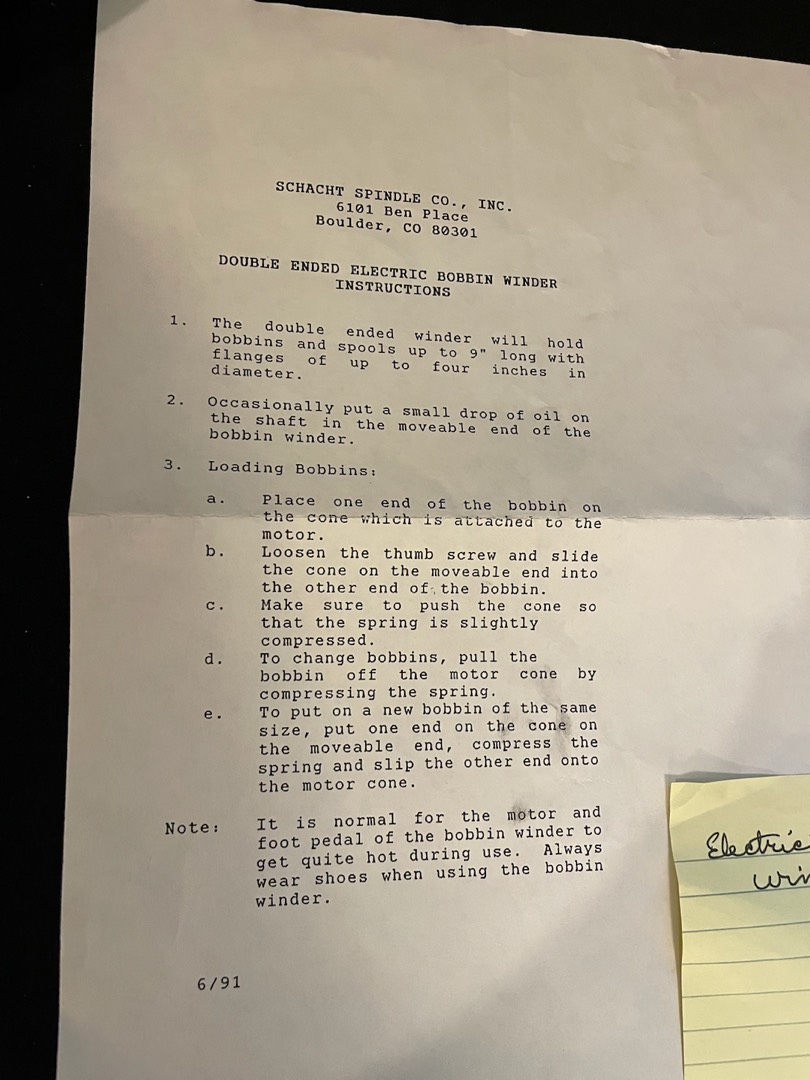 SCHACHT SPINDLE CO., INC.
6101 Ben Place
Boulder, CO 80301
DOUBLE ENDED ELECTRIC BOBBIN WINDER
INSTRUCTIONS
1. The double ended winder will hold
bobbins and spools up to 9" long with
flanges of up to four inches in
diameter.
2. Occasionally put a small drop of oil on
the shaft in the moveable end of the
bobbin winder.
3. Loading Bobbins:
a. Place one end of the bobbin on
the cone which is attached to the
motor.
b. Loosen the thumb screw and slide
the cone on the moveable end into
the other end of the bobbin.
c. Make sure to push the cone so
that the spring is slightly
compressed.
d. To change bobbins, pull the
bobbin off the motor cone by
compressing the spring.
e. To put on a new bobbin of the same
size, put one end on the cone on
the moveable end, compress the
spring and slip the other end onto
the motor cone.
Note: It is normal for the motor and
foot pedal of the bobbin winder to
get quite hot during use. Always
wear shoes when using the bobbin
winder.
6/91
Electric